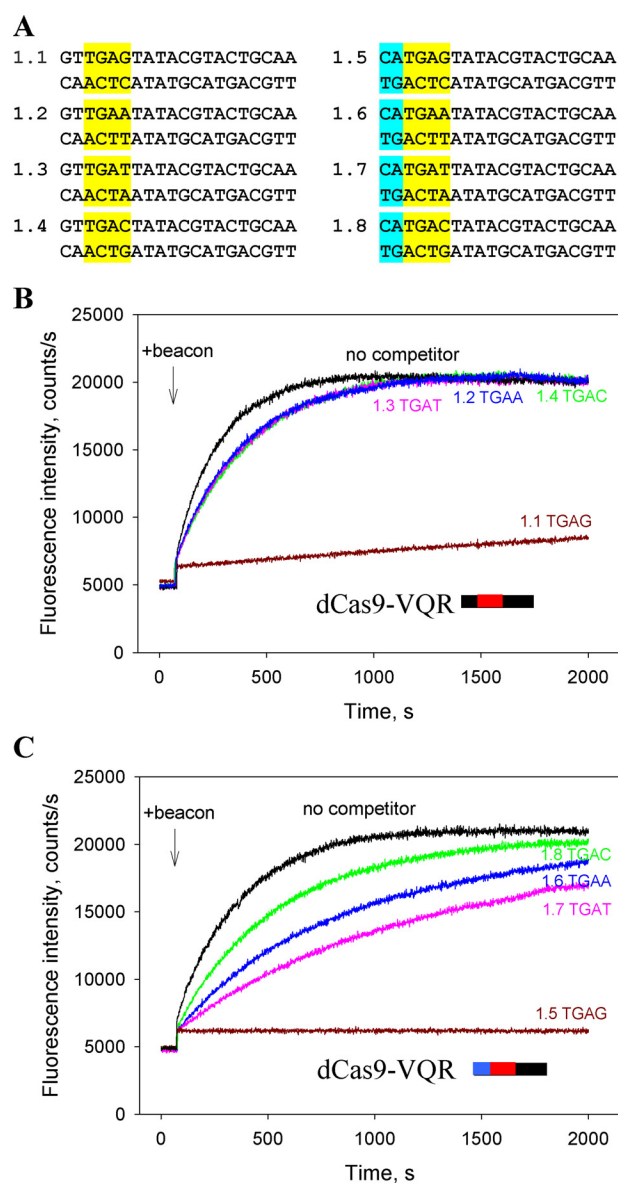 A
1.1 GTTGAGTATACGTACTGCAA
CAACTCATATGCATGACGTT
1.2 GTTGAATATACGTACTGCAA
CAACTTATATGCATGACGTT
1.3 GTTGATTATACGTACTGCAA
CAACTAATATGCATGACGTT
1.4 GTTGACTATACGTACTGCAA
CAACTGATATGCATGACGTT
1.5 CATGAGTATACGTACTGCAA
TGACTCATATGCATGACGTT
1.6 CATGAATATACGTACTGCAA
TGACTTATATGCATGACGTT
1.7 CATGATTATACGTACTGCAA
TGACTAATATGCATGACGTT
1.8 CATGACTATACGTACTGCAA
TGACTGATATGCATGACGTT
B
Fluorescence intensity, counts/s
25000
20000
15000
10000
5000
0
+beacon
no competitor
1.3 TGAT
1.2 TGAA
1.4 TGAC
1.1 TGAG
dCas9-VQR
0 500 1000 1500 2000
Time, s
C
Fluorescence intensity, counts/s
25000
20000
15000
10000
5000
0
+beacon
no competitor
1.8 TGAC
1.6 TGAA
1.7 TGAT
1.5 TGAG
dCas9-VQR
0 500 1000 1500 2000
Time, s